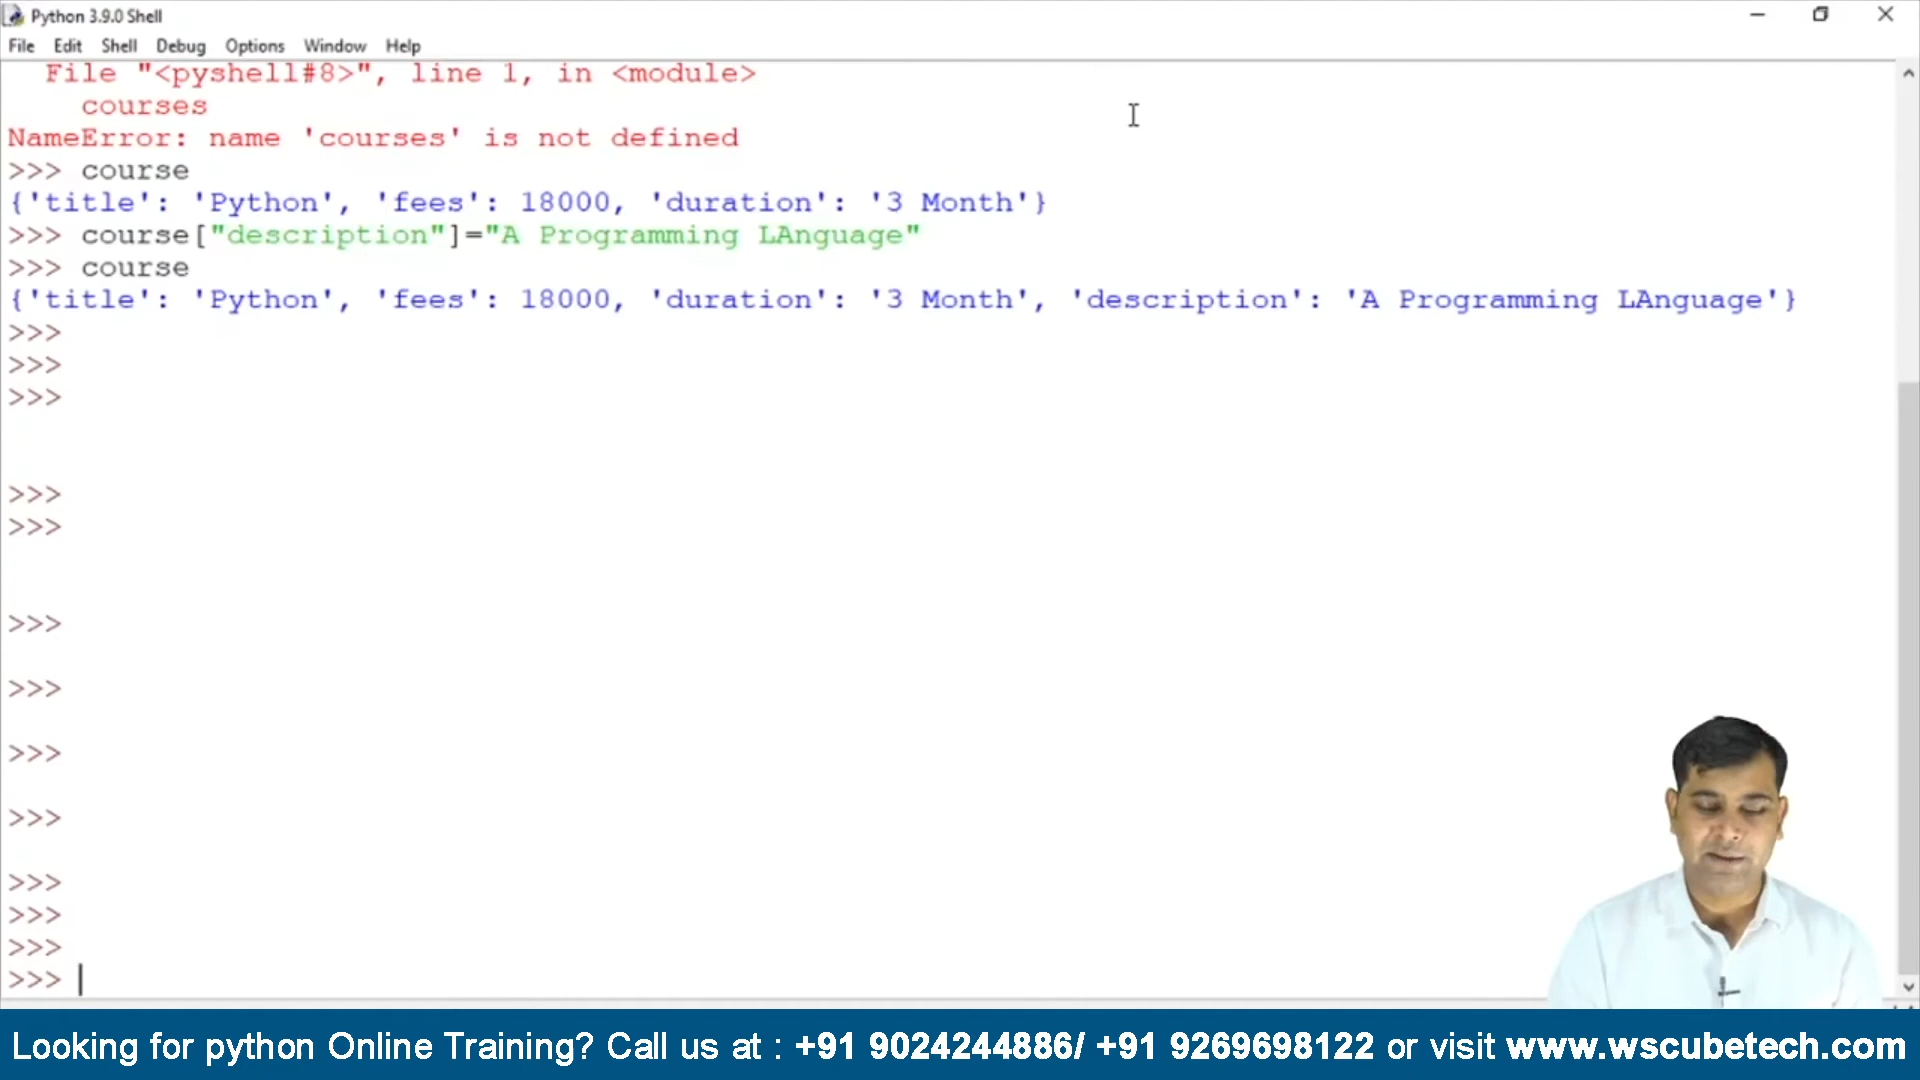 Python 3.9.0 Shell
File Edit Shell Debug Options Window Help
File "<pyshell#8>", line 1, in <module>
courses
NameError: name 'courses' is not defined
>>> course
{'title': 'Python', 'fees': 18000, 'duration': '3 Month'}
>>> course["description"]="A Programming LAnguage"
>>> course
{'title': 'Python', 'fees': 18000, 'duration': '3 Month', 'description': 'A Programming LAnguage'}
>>>
>>>
>>>
>>>
>>>
>>>
>>>
>>>
>>>
>>>
>>>
>>>
>>>
Looking for python Online Training? Call us at : +91 9024244886/ +91 9269698122 or visit www.wscubetech.com